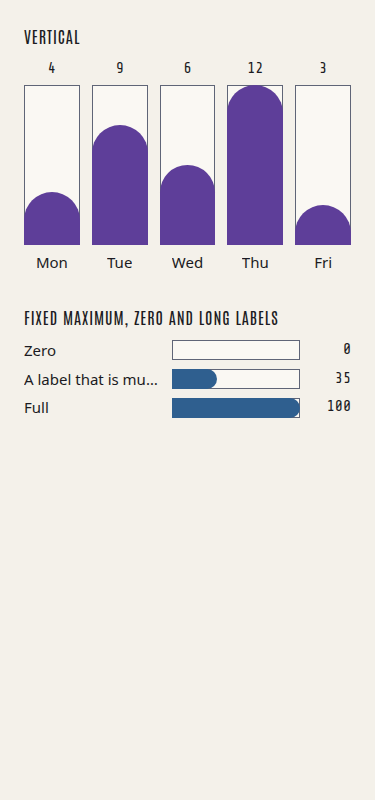 VERTICAL
4 9 6 12 3
Mon Tue Wed Thu Fri
FIXED MAXIMUM, ZERO AND LONG LABELS
Zero 0
A label that is mu... 35
Full 100